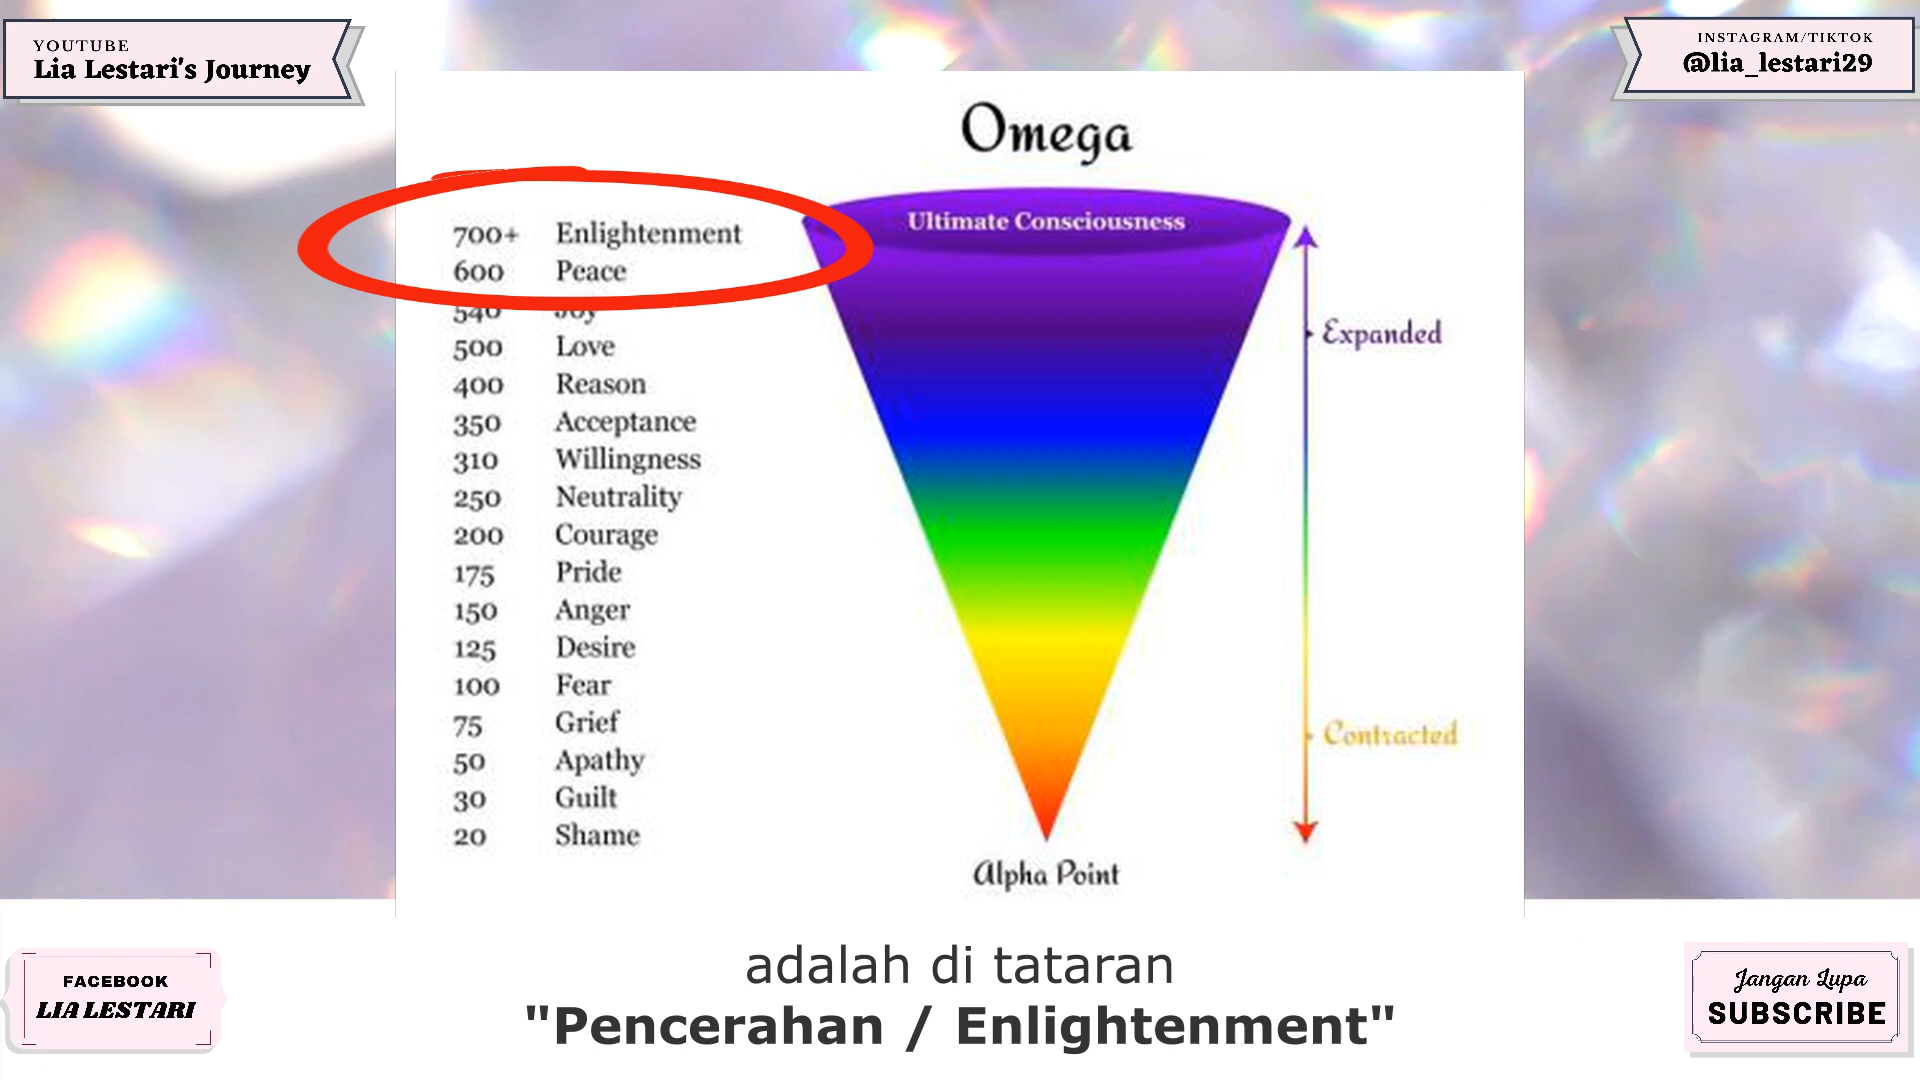 YOUTUBE
Lia Lestari's Journey
INSTAGRAM/TIKTOK
@lia_lestari29
Omega
Ultimate Consciousness
700+ Enlightenment
600 Peace
540 Joy
500 Love
400 Reason
350 Acceptance
310 Willingness
250 Neutrality
200 Courage
175 Pride
150 Anger
125 Desire
100 Fear
75 Grief
50 Apathy
30 Guilt
20 Shame
Expanded
Contracted
Alpha Point
FACEBOOK
LIA LESTARI
adalah di tataran
"Pencerahan / Enlightenment"
Jangan Lupa
SUBSCRIBE